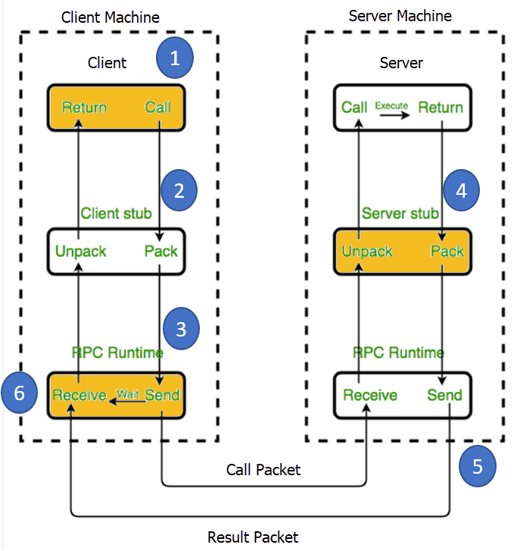 Client Machine
Server Machine
Client
1
Server
Return Call
Call Execute Return
2
4
Client stub
Server stub
Unpack Pack
Unpack Pack
3
RPC Runtime
RPC Runtime
6
Receive Wait Send
Receive Send
Call Packet
5
Result Packet